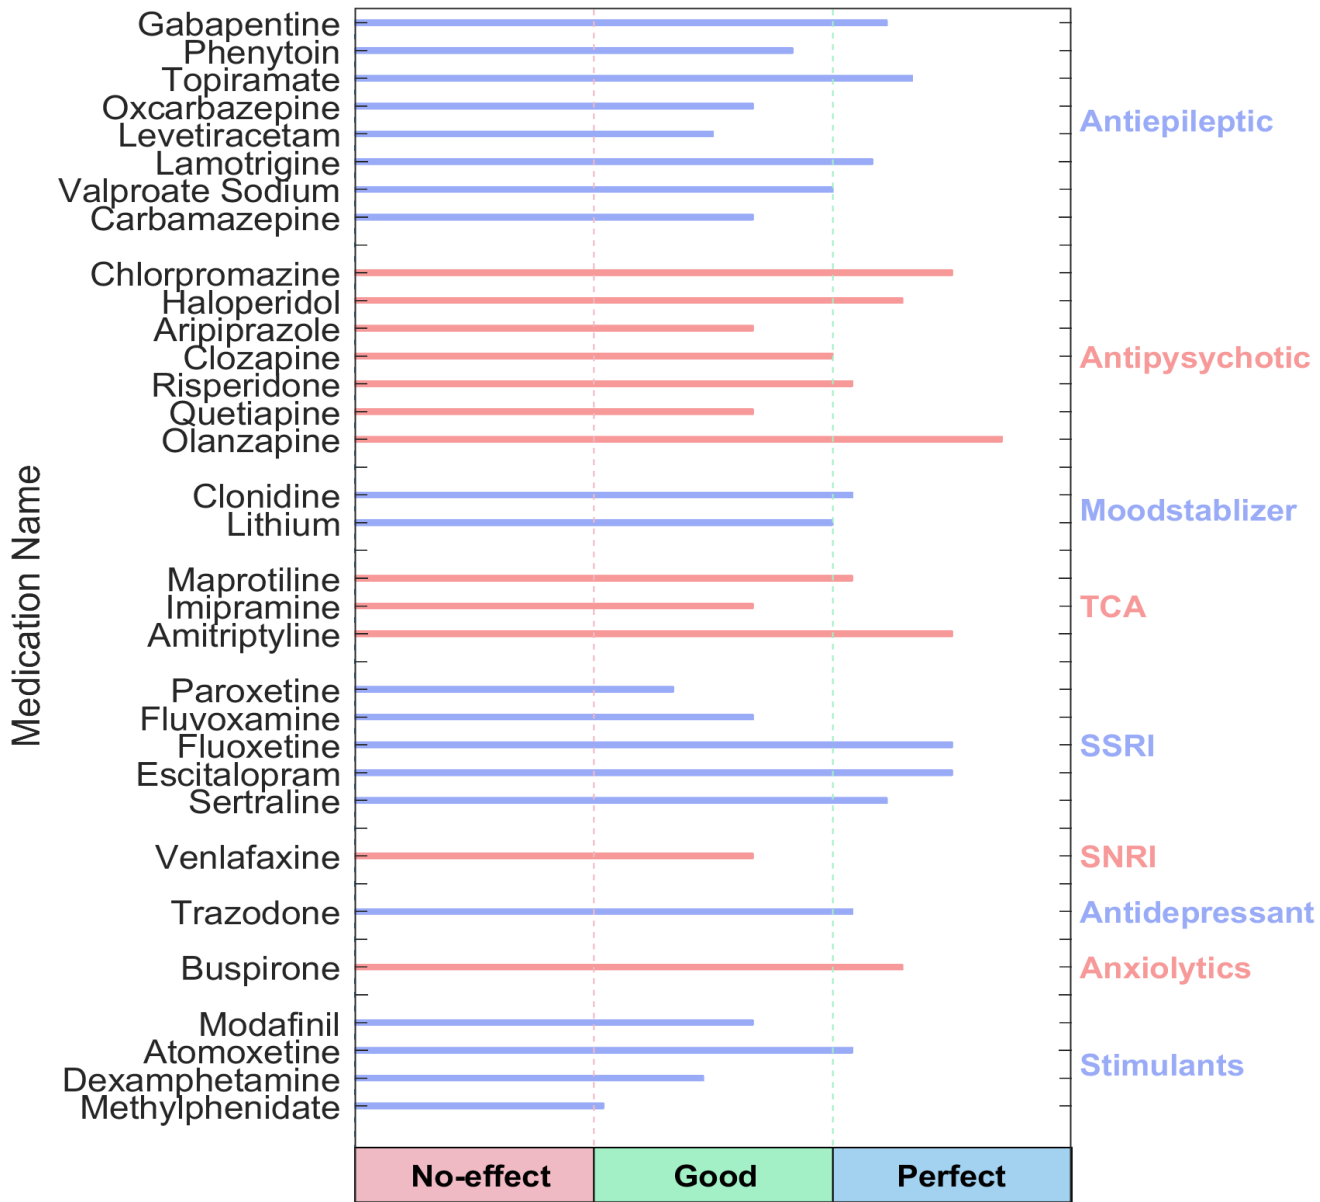 Medication Name
Gabapentine
Phenytoin
Topiramate
Oxcarbazepine
Levetiracetam
Lamotrigine
Valproate Sodium
Carbamazepine
Antiepileptic
Chlorpromazine
Haloperidol
Aripiprazole
Clozapine
Risperidone
Quetiapine
Olanzapine
Antipysychotic
Clonidine
Lithium
Moodstablizer
Maprotiline
Imipramine
Amitriptyline
TCA
Paroxetine
Fluvoxamine
Fluoxetine
Escitalopram
Sertraline
SSRI
Venlafaxine
SNRI
Trazodone
Antidepressant
Buspirone
Anxiolytics
Modafinil
Atomoxetine
Dexamphetamine
Methylphenidate
Stimulants
No-effect
Good
Perfect